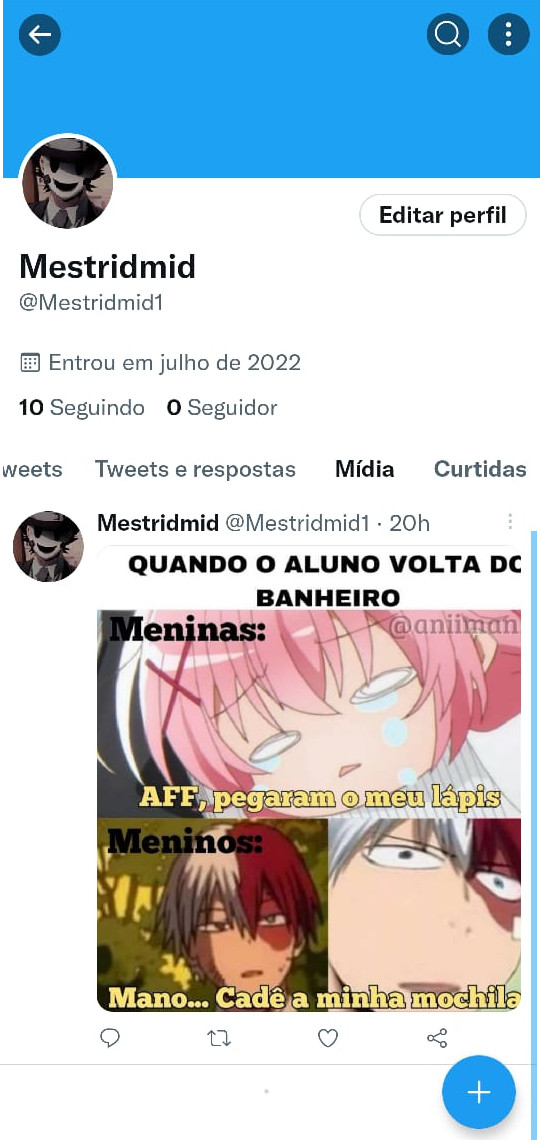 Editar perfil
Mestridmid
@Mestridmid1
Entrou em julho de 2022
10 Seguindo 0 Seguidor
weets Tweets e respostas Mídia Curtidas
Mestridmid @Mestridmid1 · 20h
QUANDO O ALUNO VOLTA DO
BANHEIRO
Meninas:
@aniiman
AFF, pegaram o meu lápis
Meninos:
Mano... Cadê a minha mochila